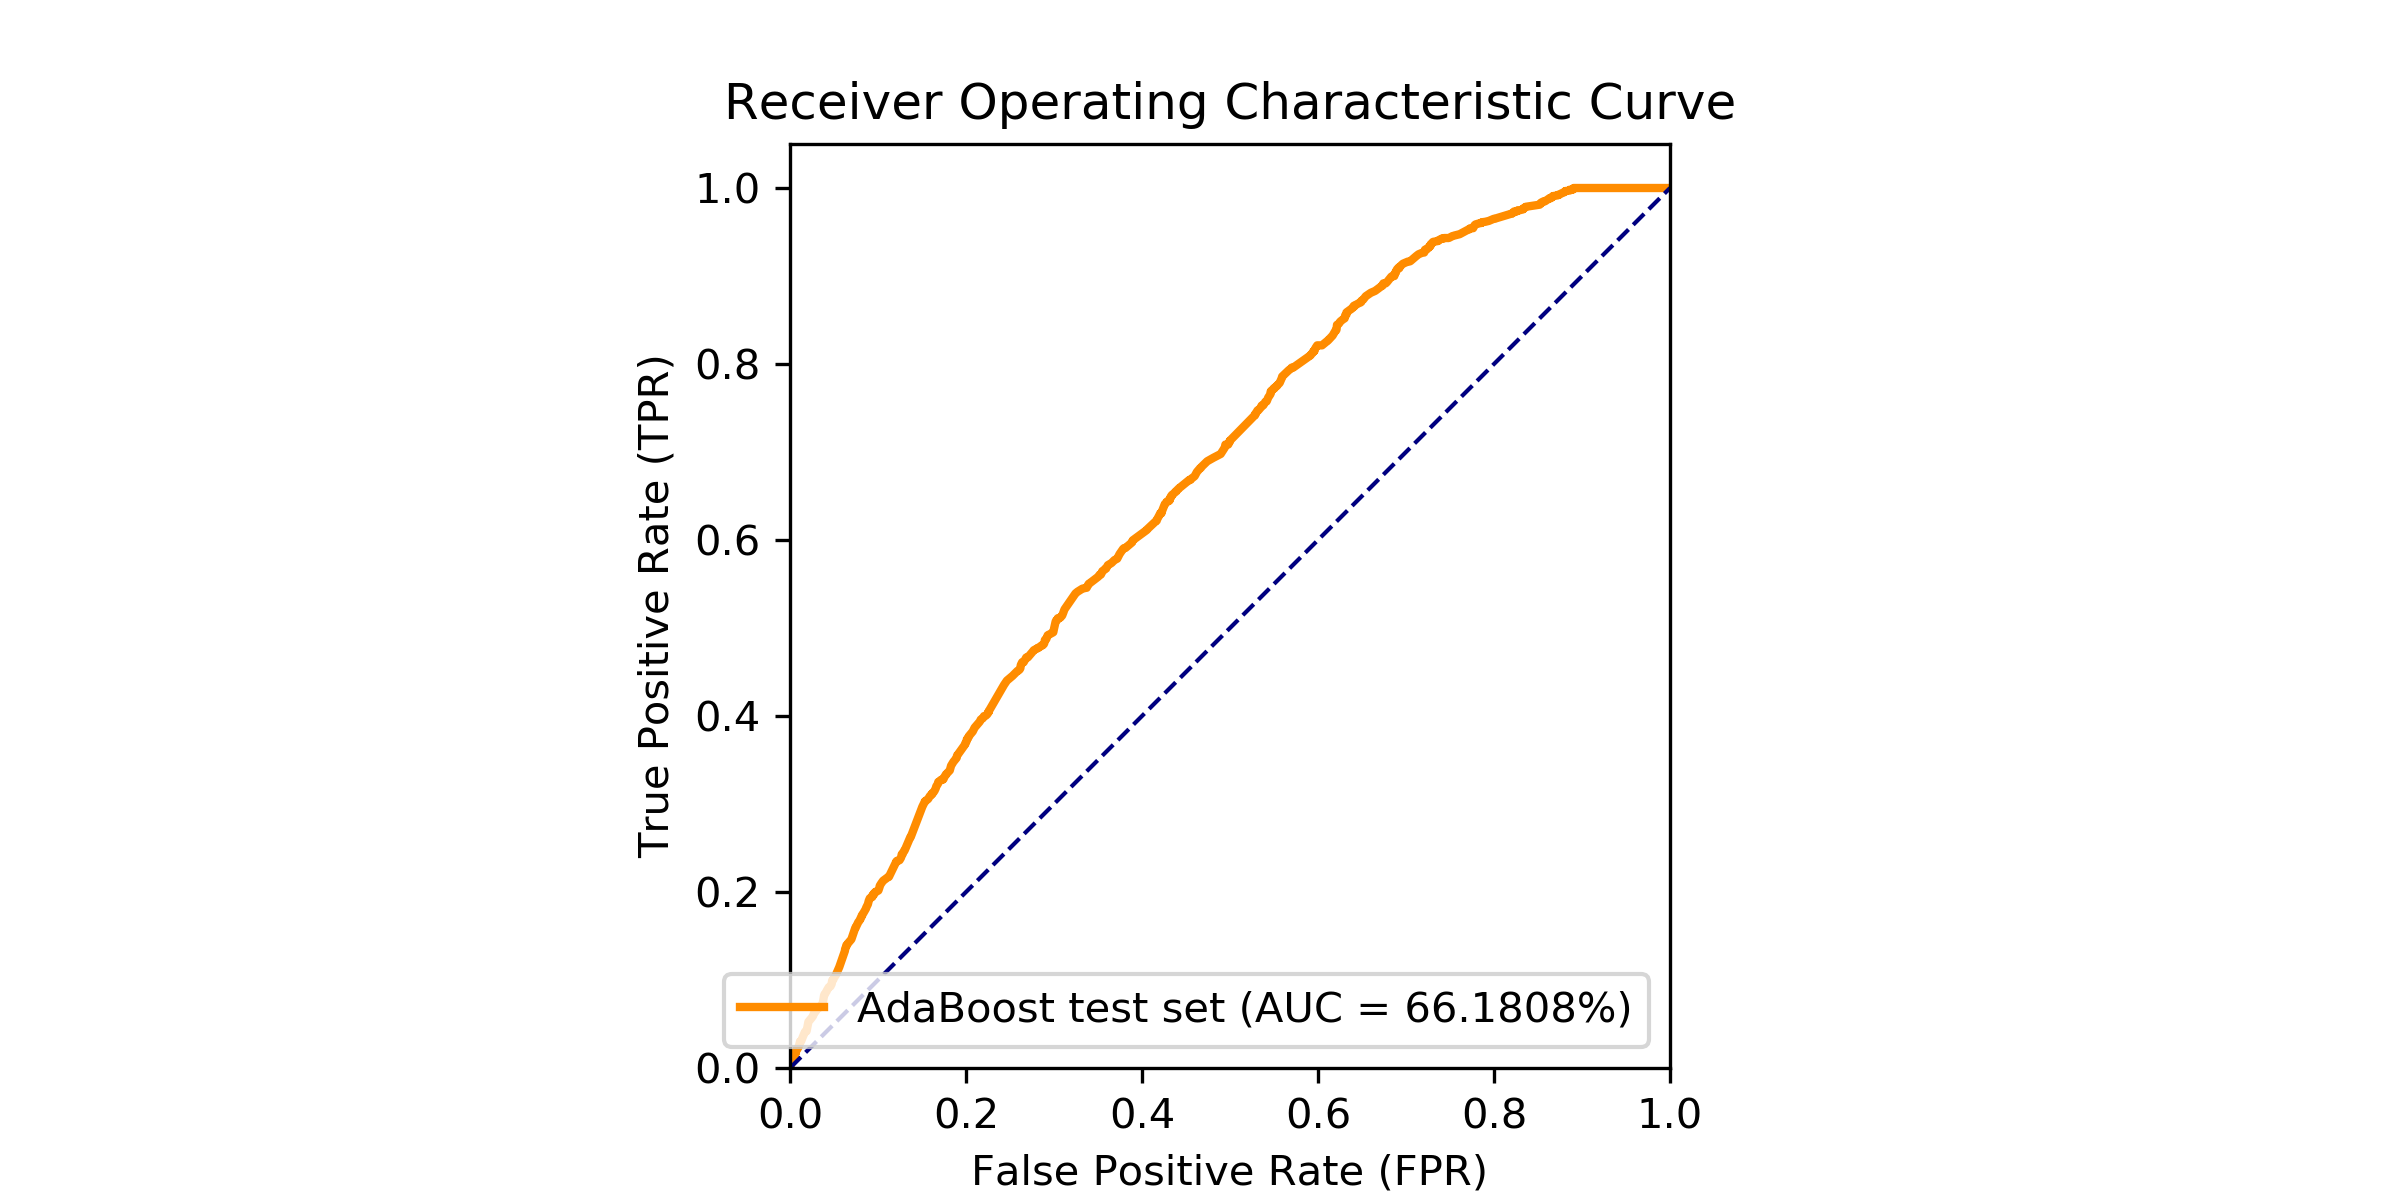 Receiver Operating Characteristic Curve
1.0
0.8
0.6
0.4
0.2
0.0
True Positive Rate (TPR)
AdaBoost test set (AUC = 66.1808%)
0.0 0.2 0.4 0.6 0.8 1.0
False Positive Rate (FPR)